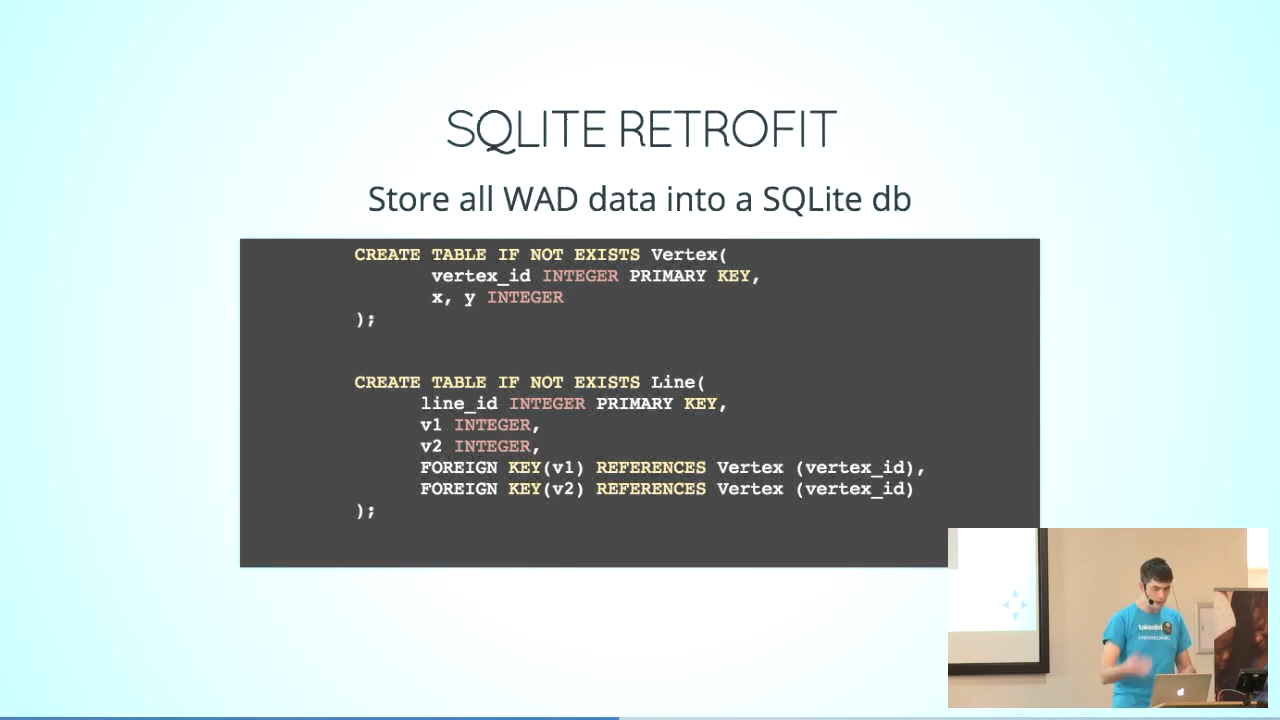 SQLITE RETROFIT
Store all WAD data into a SQLite db
CREATE TABLE IF NOT EXISTS Vertex(
vertex_id INTEGER PRIMARY KEY,
x, y INTEGER
);
CREATE TABLE IF NOT EXISTS Line(
line_id INTEGER PRIMARY KEY,
v1 INTEGER,
v2 INTEGER,
FOREIGN KEY(v1) REFERENCES Vertex (vertex_id),
FOREIGN KEY(v2) REFERENCES Vertex (vertex_id)
);